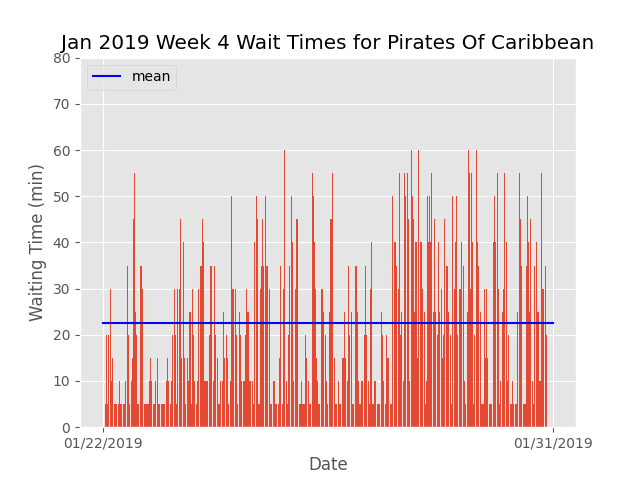 Jan 2019 Week 4 Wait Times for Pirates Of Caribbean
80
70
60
50
40
30
20
10
0
Waiting Time (min)
mean
01/22/2019
01/31/2019
Date